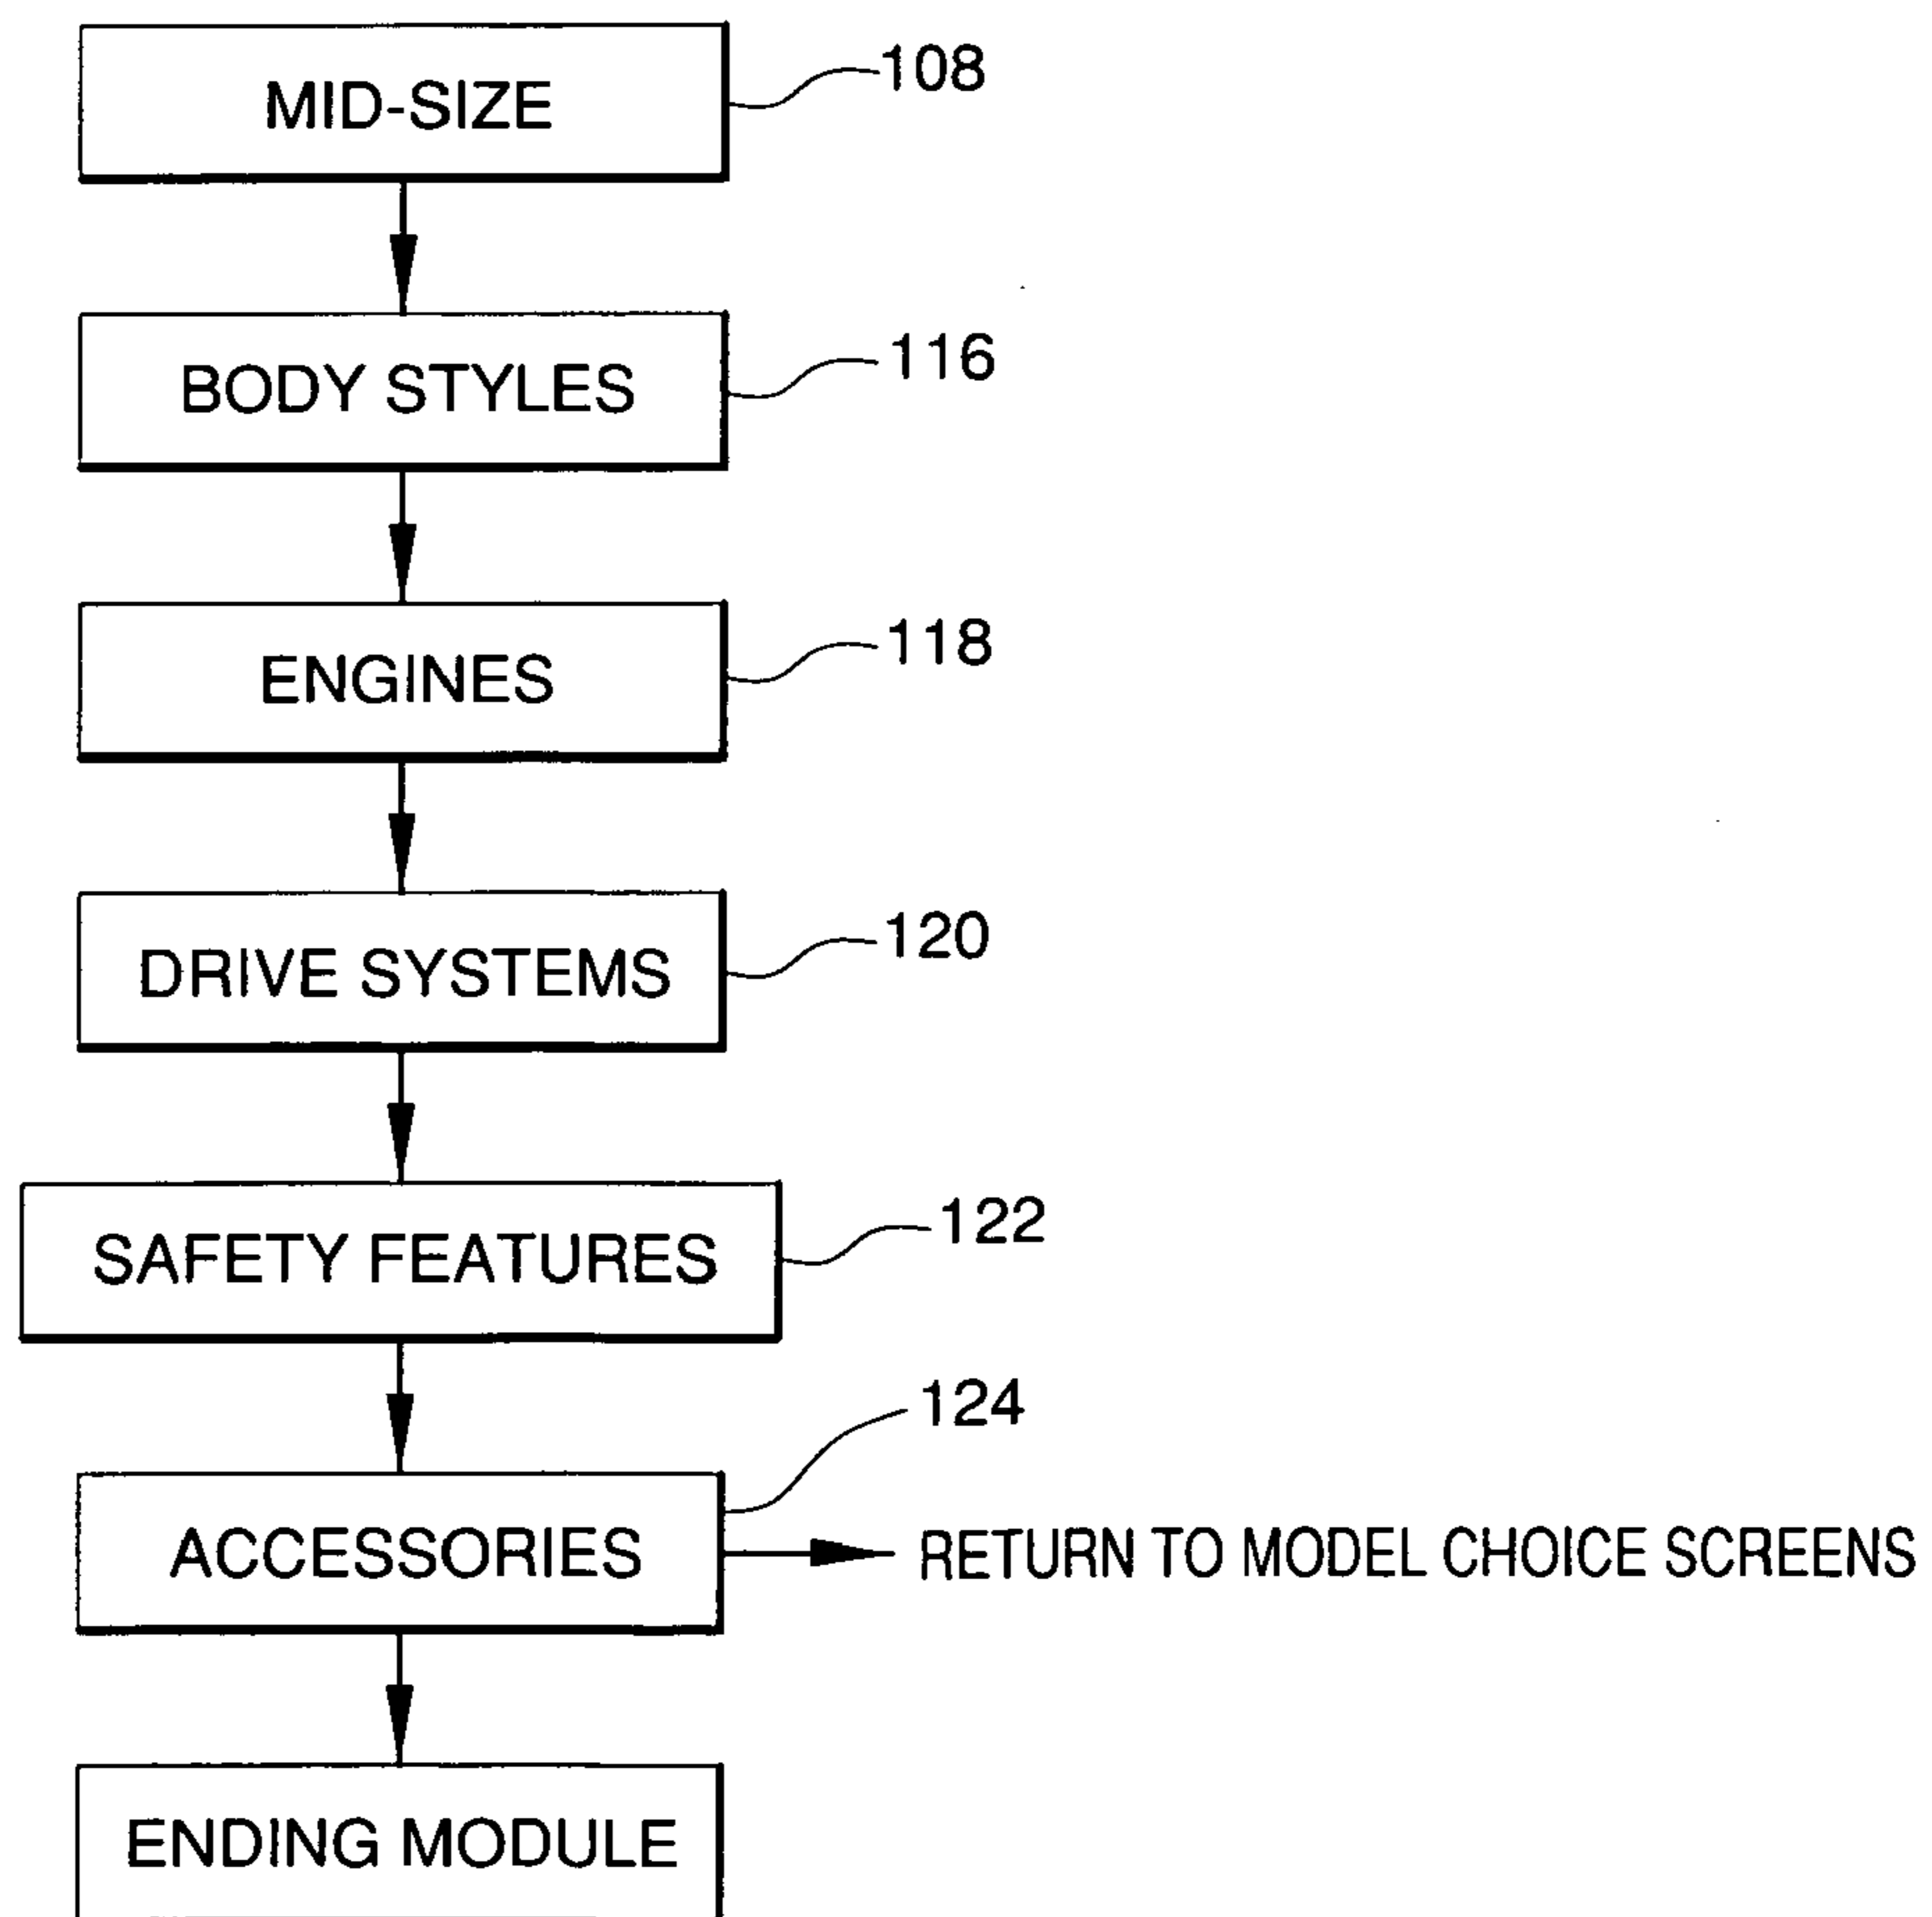 MID-SIZE
108
BODY STYLES
116
ENGINES
118
DRIVE SYSTEMS
120
SAFETY FEATURES
122
124
ACCESSORIES
RETURN TO MODEL CHOICE SCREENS
ENDING MODULE